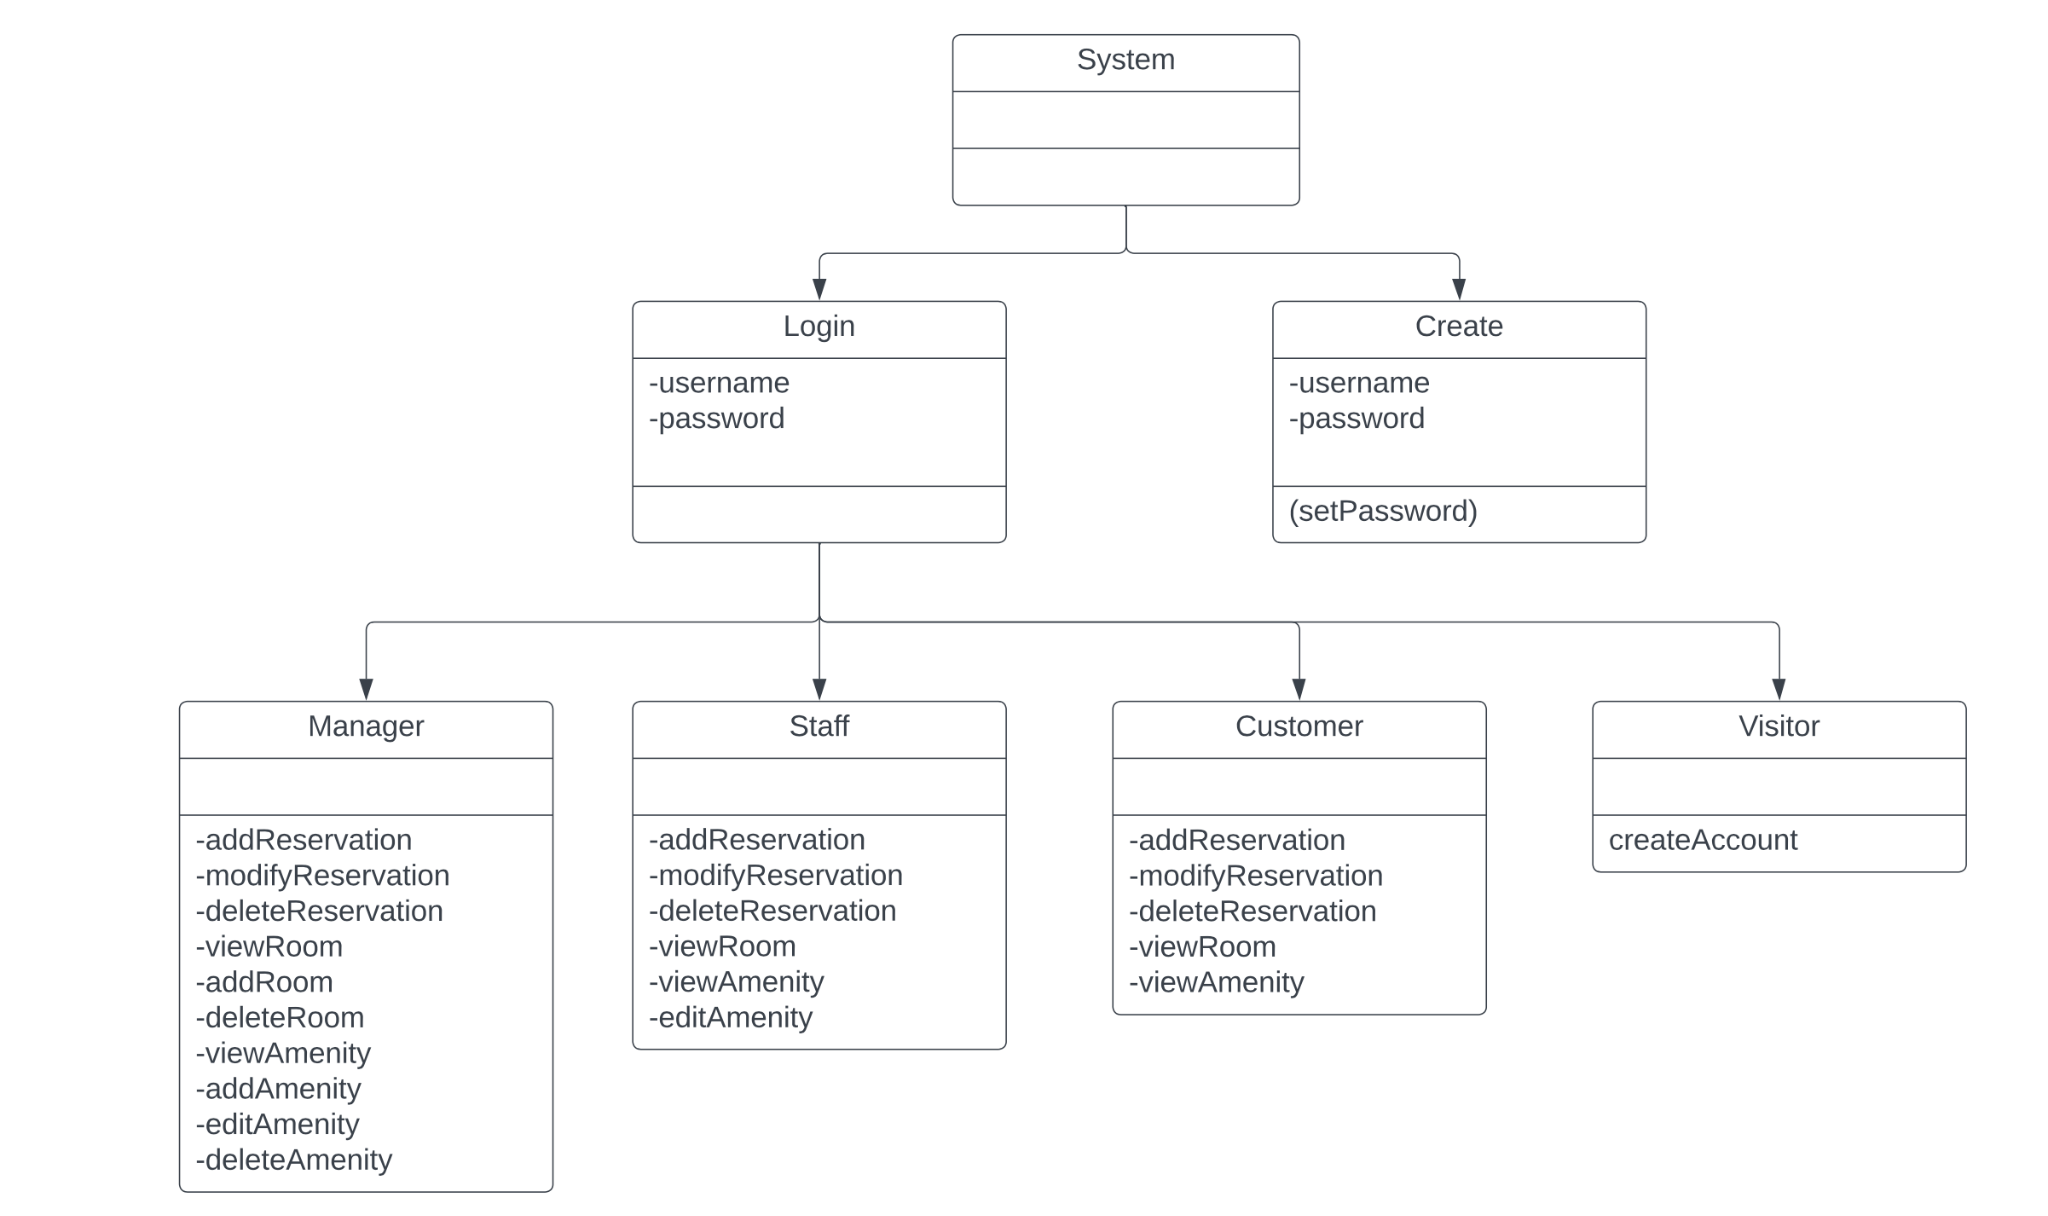 System
Login
-username
-password
Create
-username
-password
(setPassword)
Manager
-addReservation
-modifyReservation
-deleteReservation
-viewRoom
-addRoom
-deleteRoom
-viewAmenity
-addAmenity
-editAmenity
-deleteAmenity
Staff
-addReservation
-modifyReservation
-deleteReservation
-viewRoom
-viewAmenity
-editAmenity
Customer
-addReservation
-modifyReservation
-deleteReservation
-viewRoom
-viewAmenity
Visitor
createAccount